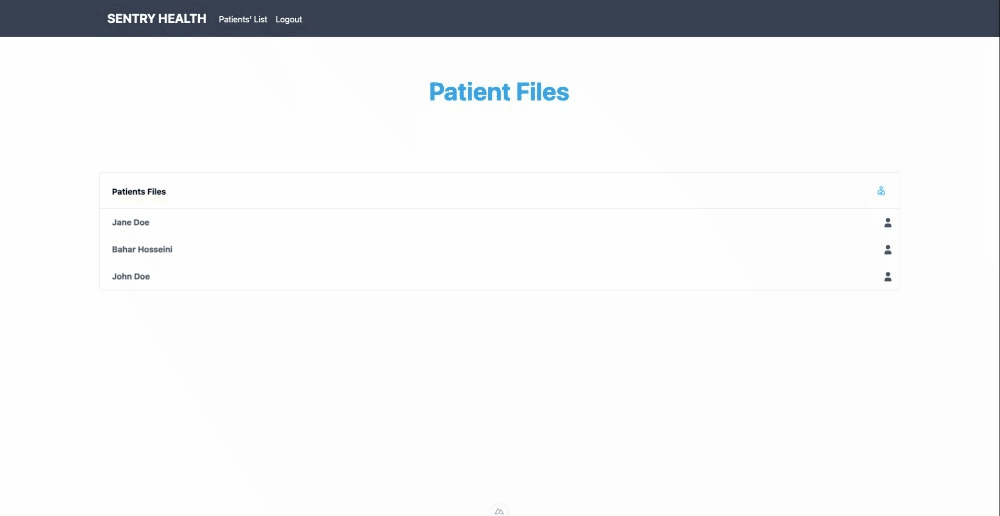 SENTRY HEALTH Patients' List Logout
Patient Files
Patients Files
Jane Doe
Bahar Hosseini
John Doe